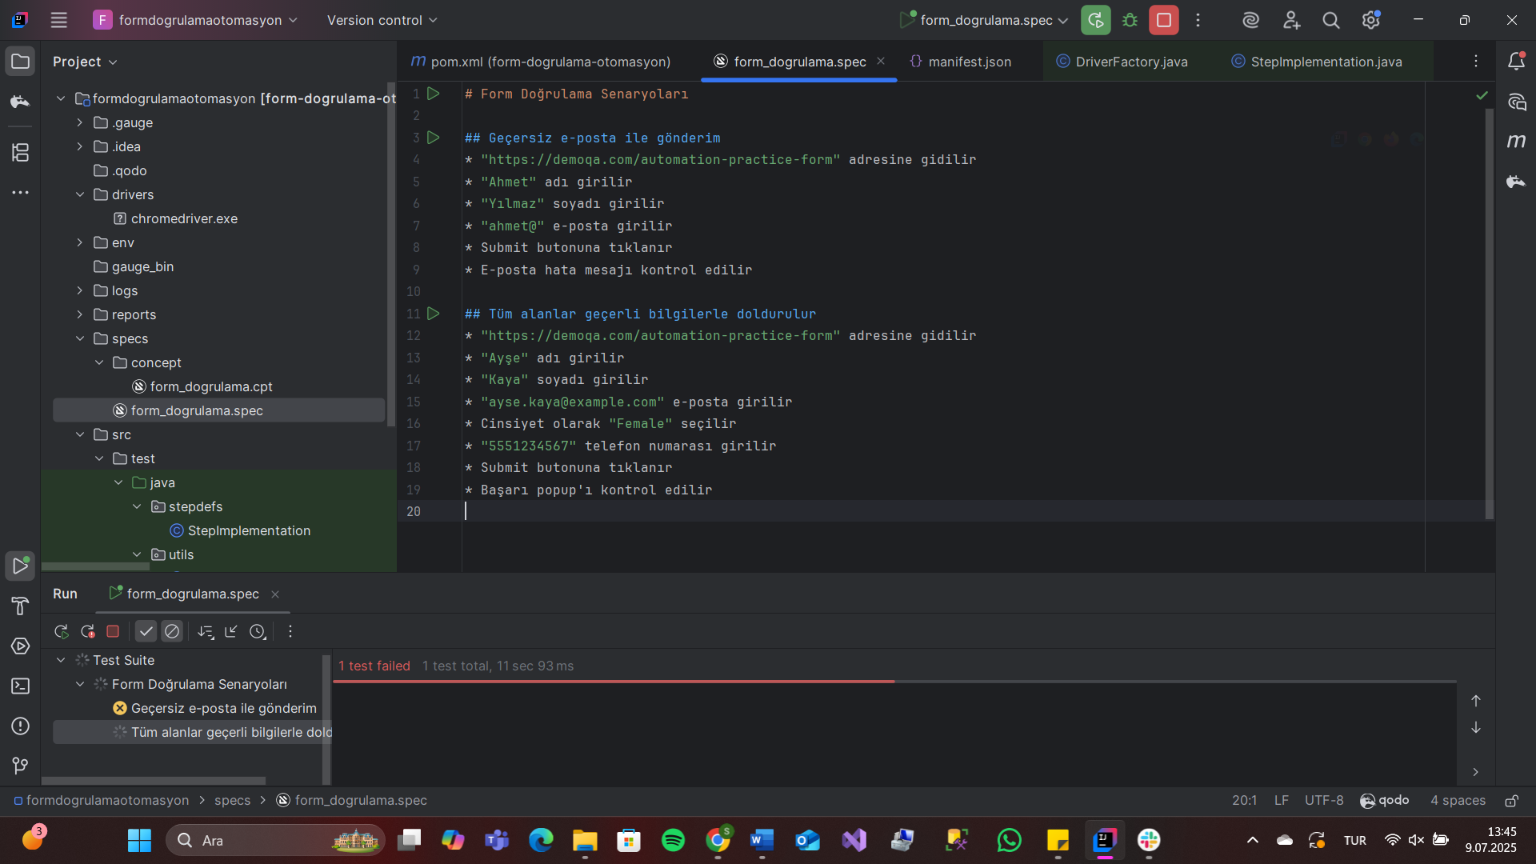 F formdogrulamaotomasyon Version control form_dogrulama.spec
Project
pom.xml (form-dogrulama-otomasyon) form_dogrulama.spec manifest.json DriverFactory.java StepImplementation.java
formdogrulamaotomasyon [form-dogrulama-ot
.gauge
.idea
.qodo
drivers
chromedriver.exe
env
gauge_bin
logs
reports
specs
concept
form_dogrulama.cpt
form_dogrulama.spec
src
test
java
stepdefs
StepImplementation
utils
1 # Form Doğrulama Senaryoları
2
3 ## Geçersiz e-posta ile gönderim
4 * "https://demoqa.com/automation-practice-form" adresine gidilir
5 * "Ahmet" adı girilir
6 * "Yılmaz" soyadı girilir
7 * "ahmet@" e-posta girilir
8 * Submit butonuna tıklanır
9 * E-posta hata mesajı kontrol edilir
10
11 ## Tüm alanlar geçerli bilgilerle doldurulur
12 * "https://demoqa.com/automation-practice-form" adresine gidilir
13 * "Ayşe" adı girilir
14 * "Kaya" soyadı girilir
15 * "ayse.kaya@example.com" e-posta girilir
16 * Cinsiyet olarak "Female" seçilir
17 * "5551234567" telefon numarası girilir
18 * Submit butonuna tıklanır
19 * Başarı popup'ı kontrol edilir
20
Run form_dogrulama.spec
Test Suite
Form Doğrulama Senaryoları
Geçersiz e-posta ile gönderim
Tüm alanlar geçerli bilgilerle dold
1 test failed 1 test total, 11 sec 93 ms
formdogrulamaotomasyon > specs > form_dogrulama.spec 20:1 LF UTF-8 qodo 4 spaces
3 Ara TUR 13:45
9.07.2025